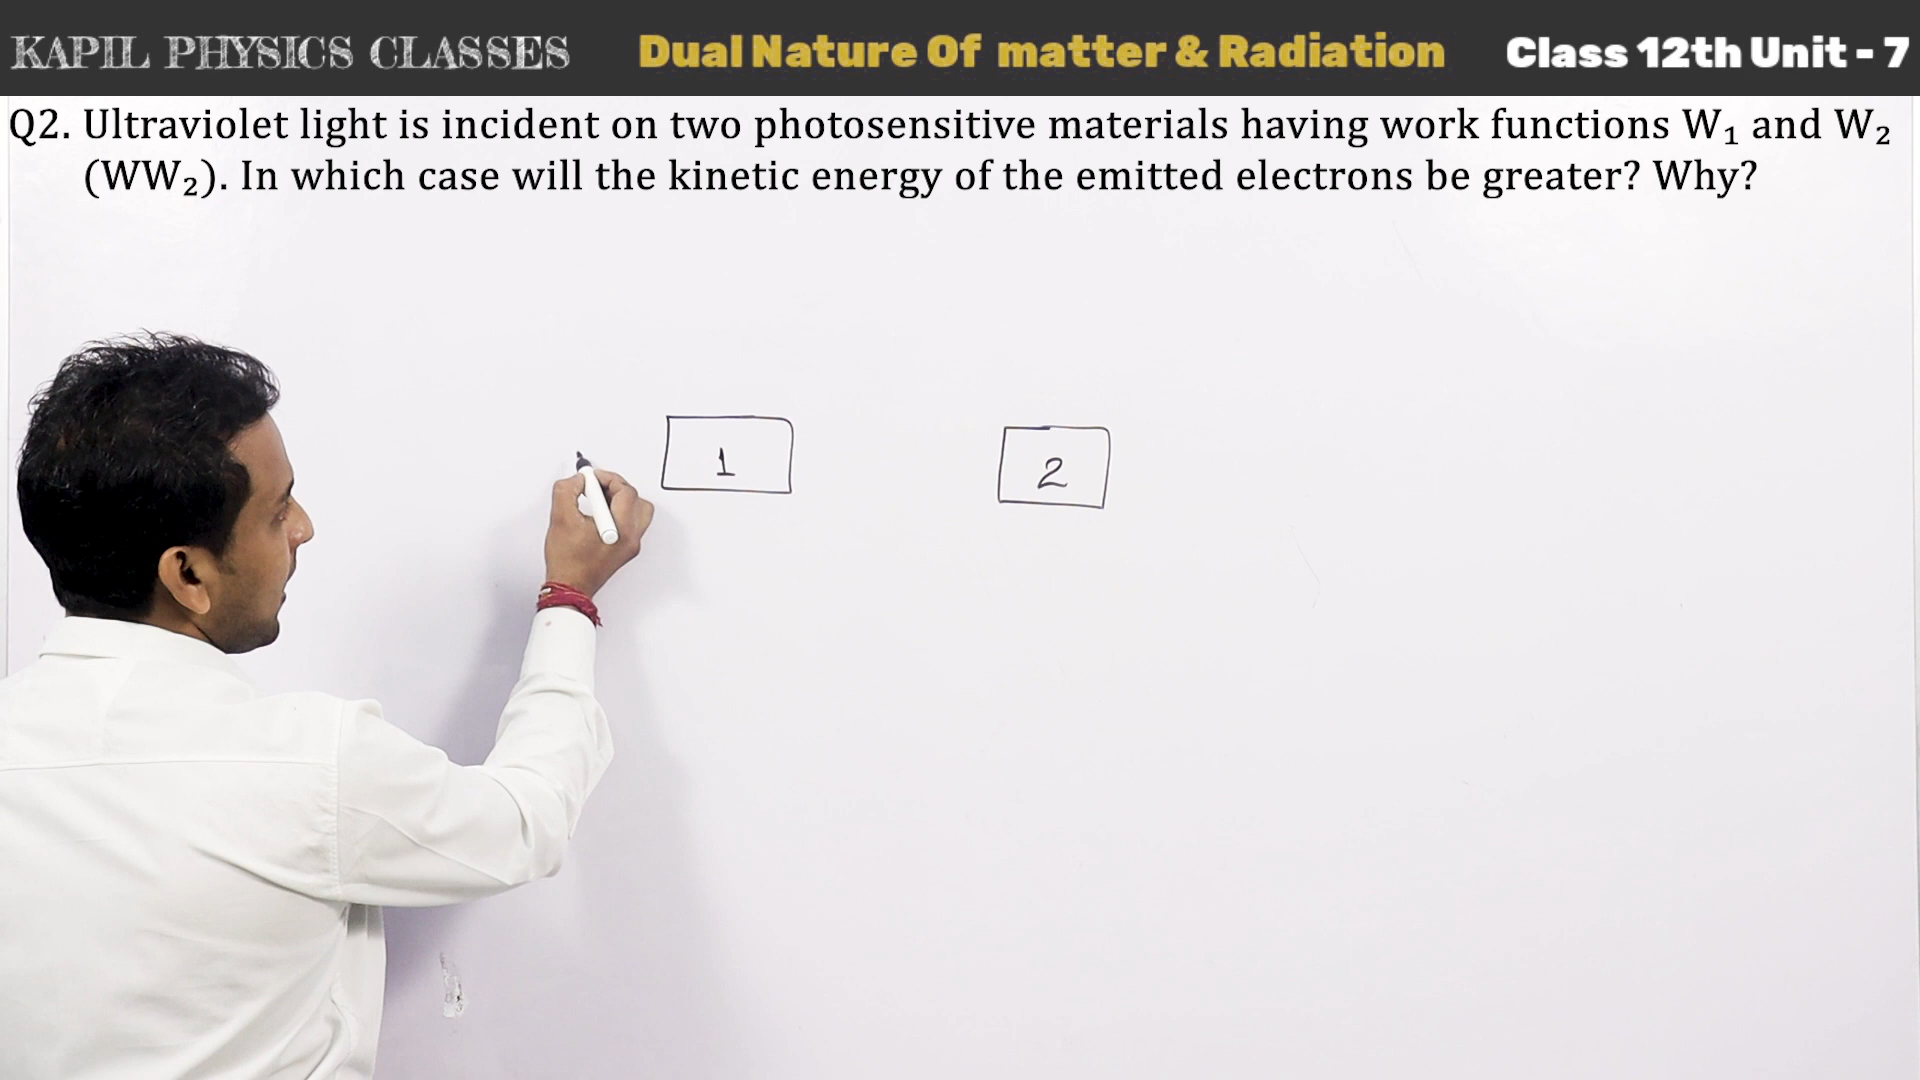 KAPIL PHYSICS CLASSES Dual Nature Of matter & Radiation Class 12th Unit - 7
Q2. Ultraviolet light is incident on two photosensitive materials having work functions W₁ and W₂
(WW₂). In which case will the kinetic energy of the emitted electrons be greater? Why?
1 2